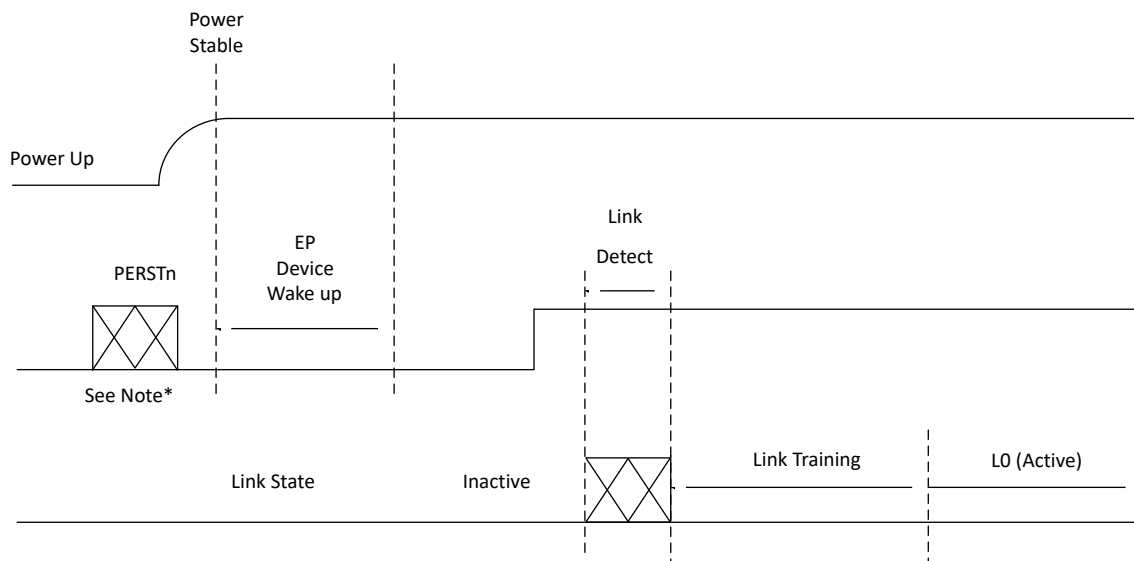 Power
Stable
Power Up
Link
Detect
EP
Device
Wake up
PERSTn
See Note*
Link State
Inactive
Link Training
L0 (Active)